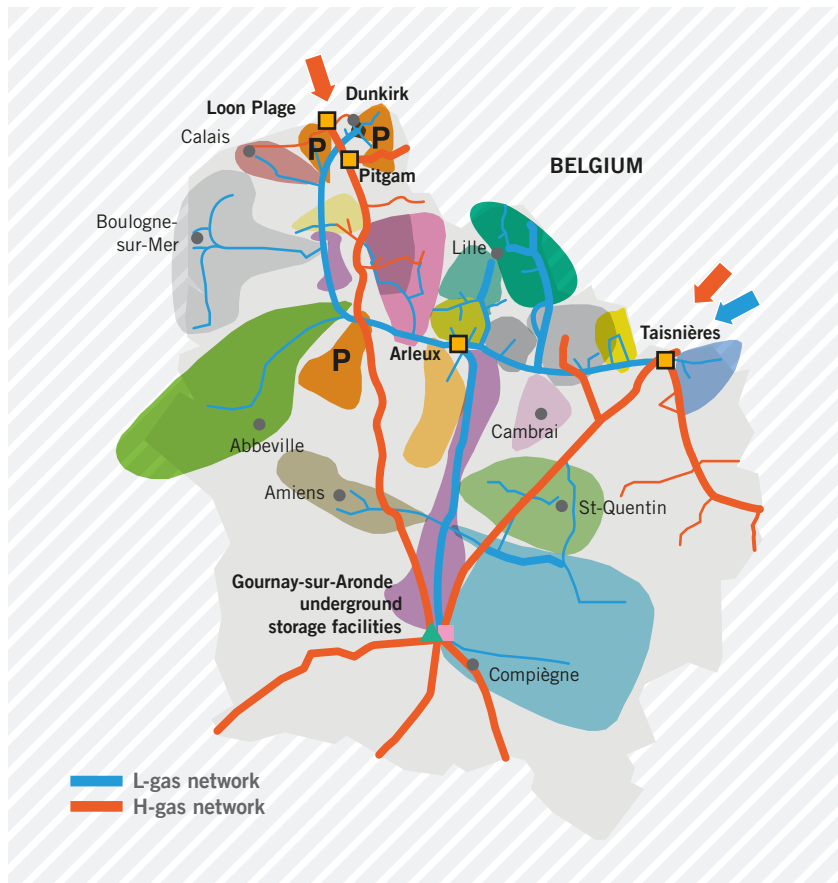 Dunkirk
Loon Plage
Calais
P
P
Pitgam
BELGIUM
Boulogne-
sur-Mer
Lille
Taisnières
Arleux
P
Cambrai
Abbeville
Amiens
St-Quentin
Gournay-sur-Aronde
underground
storage facilities
Compiègne
L-gas network
H-gas network